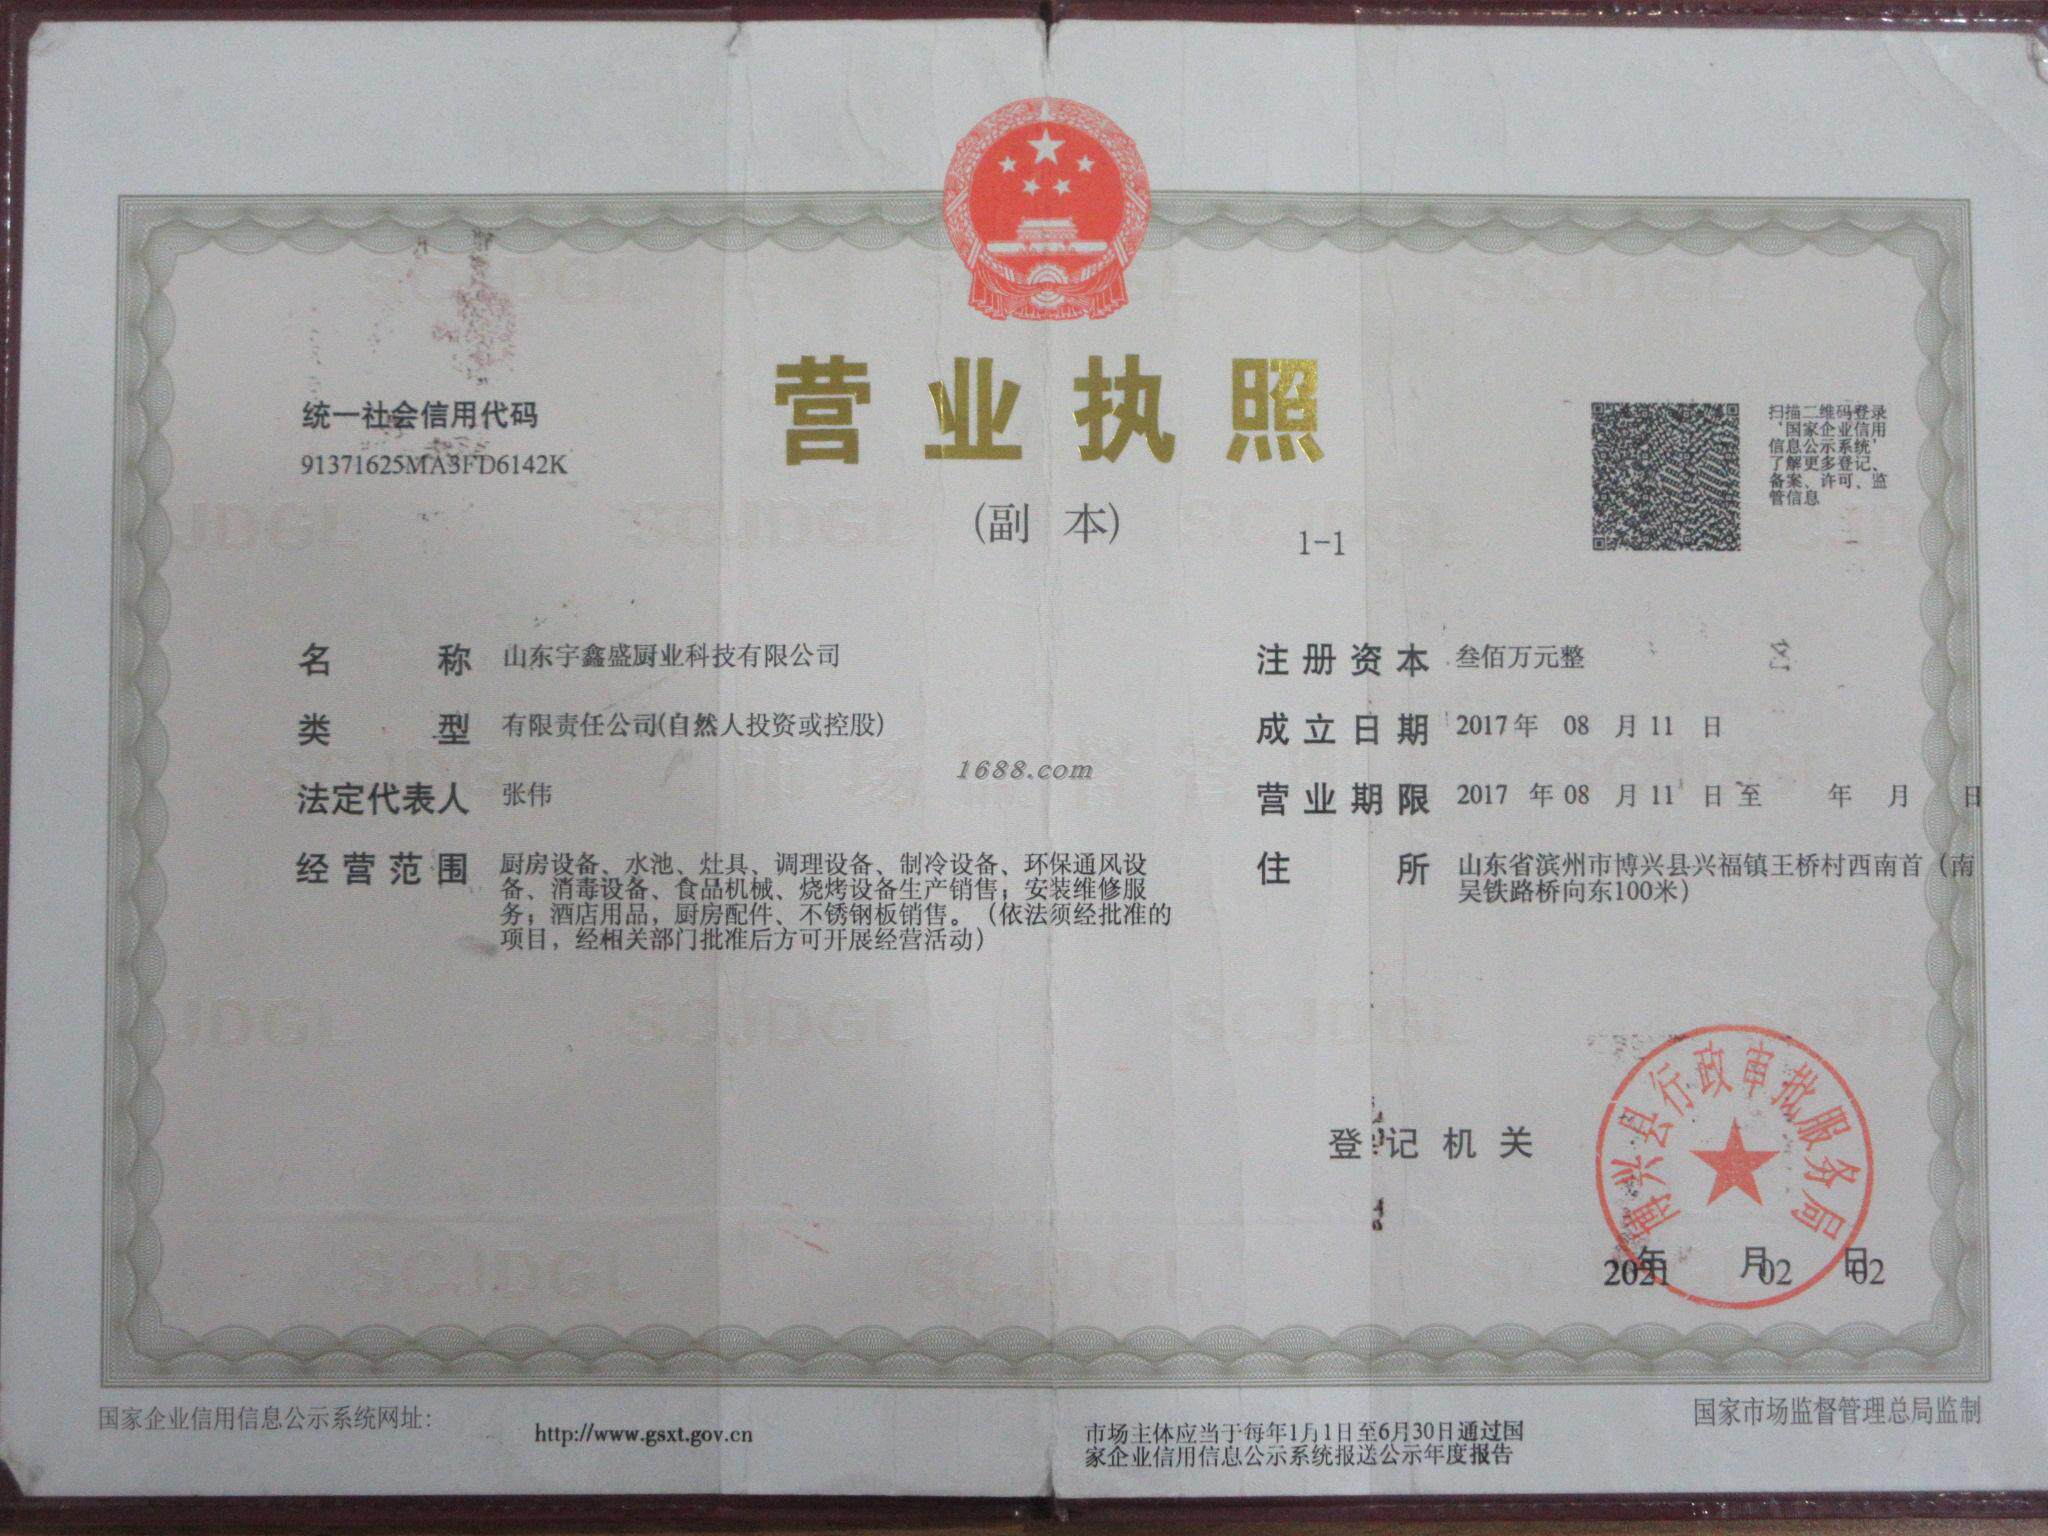 营业执照
(副 本)
1-1
统一社会信用代码
91371625MA3FD6142K
扫描二维码登录
‘国家企业信用
信息公示系统’
了解更多登记、
备案、许可、监
管信息
名 称 山东宇鑫盛厨业科技有限公司
类 型 有限责任公司(自然人投资或控股)
法定代表人 张伟
经营范围 厨房设备、水池、灶具、调理设备、制冷设备、环保通风设
备、消毒设备、食品机械、烧烤设备生产销售；安装维修服
务；酒店用品，厨房配件、不锈钢板销售。（依法须经批准的
项目，经相关部门批准后方可开展经营活动）
1688.com
注册资本 叁佰万元整
成立日期 2017年 08 月 11 日
营业期限 2017 年 08 月 11 日 至 年 月 日
住 所 山东省滨州市博兴县兴福镇王桥村西南首（南
吴铁路桥向东100米）
登记机关
博兴县行政审批服务局
2021年 02月 02日
国家企业信用信息公示系统网址：
http://www.gsxt.gov.cn
市场主体应当于每年1月1日至6月30日通过国
家企业信用信息公示系统报送公示年度报告
国家市场监督管理总局监制
SCJDGL